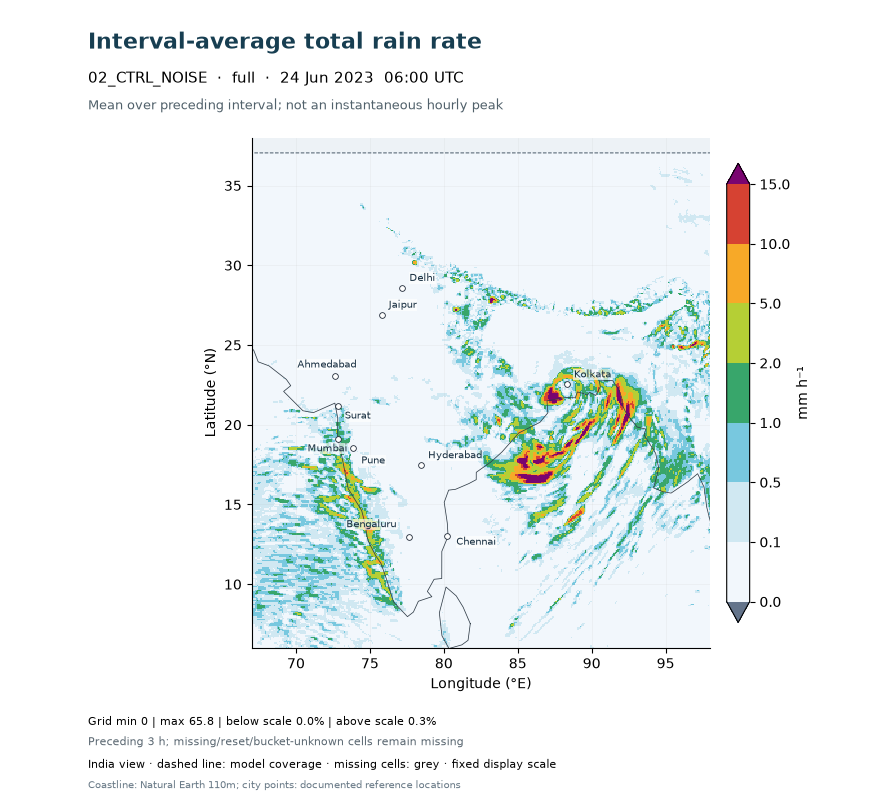 Interval-average total rain rate
02_CTRL_NOISE · full · 24 Jun 2023 06:00 UTC
Mean over preceding interval; not an instantaneous hourly peak
35
30
25
20
15
10
Latitude (°N)
70
75
80
85
90
95
Longitude (°E)
Delhi
Jaipur
Ahmedabad
Kolkata
Surat
Mumbai
Pune
Hyderabad
Bengaluru
Chennai
15.0
10.0
5.0
2.0
1.0
0.5
0.1
0.0
mm h⁻¹
Grid min 0 | max 65.8 | below scale 0.0% | above scale 0.3%
Preceding 3 h; missing/reset/bucket-unknown cells remain missing
India view · dashed line: model coverage · missing cells: grey · fixed display scale
Coastline: Natural Earth 110m; city points: documented reference locations